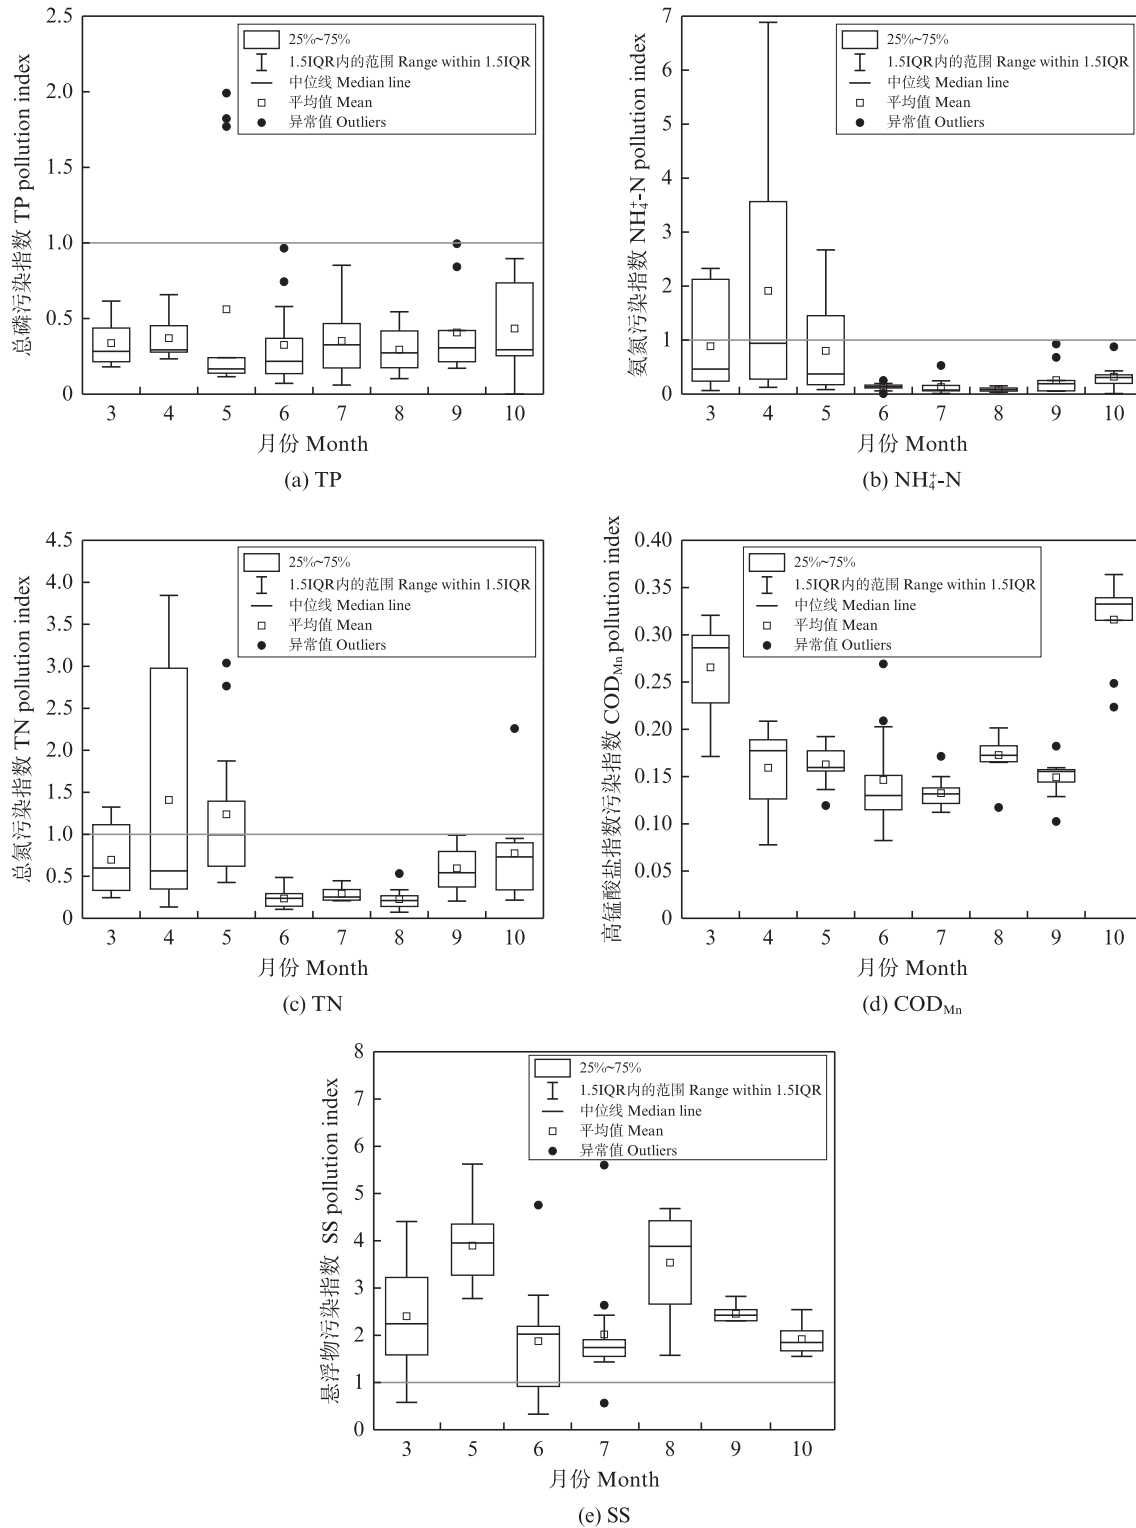 总磷污染指数 TP pollution index
2.5
2.0
1.5
1.0
0.5
0
25%~75%
1.5IQR内的范围 Range within 1.5IQR
中位线 Median line
平均值 Mean
异常值 Outliers
3 4 5 6 7 8 9 10
月份 Month
(a) TP
氨氮污染指数 NH₄⁺-N pollution index
7
6
5
4
3
2
1
0
25%~75%
1.5IQR内的范围 Range within 1.5IQR
中位线 Median line
平均值 Mean
异常值 Outliers
3 4 5 6 7 8 9 10
月份 Month
(b) NH₄⁺-N
总氮污染指数 TN pollution index
4.5
4.0
3.5
3.0
2.5
2.0
1.5
1.0
0.5
0
25%~75%
1.5IQR内的范围 Range within 1.5IQR
中位线 Median line
平均值 Mean
异常值 Outliers
3 4 5 6 7 8 9 10
月份 Month
(c) TN
高锰酸盐指数污染指数 CODMn pollution index
0.40
0.35
0.30
0.25
0.20
0.15
0.10
0.05
0
25%~75%
1.5IQR内的范围 Range within 1.5IQR
中位线 Median line
平均值 Mean
异常值 Outliers
3 4 5 6 7 8 9 10
月份 Month
(d) CODMn
悬浮物污染指数 SS pollution index
8
7
6
5
4
3
2
1
0
25%~75%
1.5IQR内的范围 Range within 1.5IQR
中位线 Median line
平均值 Mean
异常值 Outliers
3 5 6 7 8 9 10
月份 Month
(e) SS